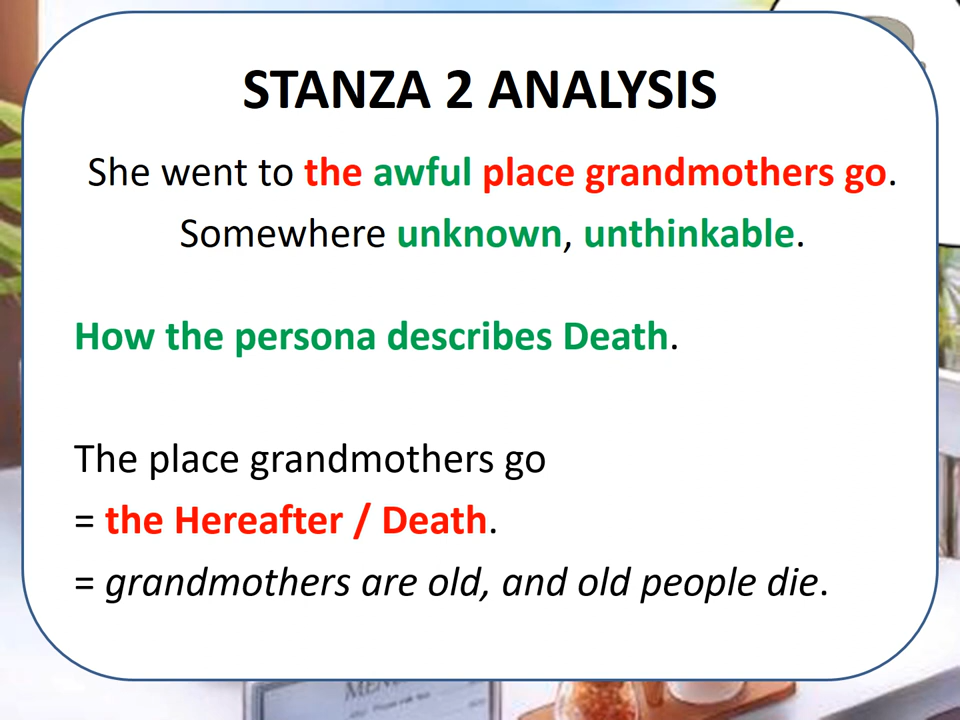 STANZA 2 ANALYSIS
She went to the awful place grandmothers go.
Somewhere unknown, unthinkable.
How the persona describes Death.
The place grandmothers go
= the Hereafter / Death.
= grandmothers are old, and old people die.